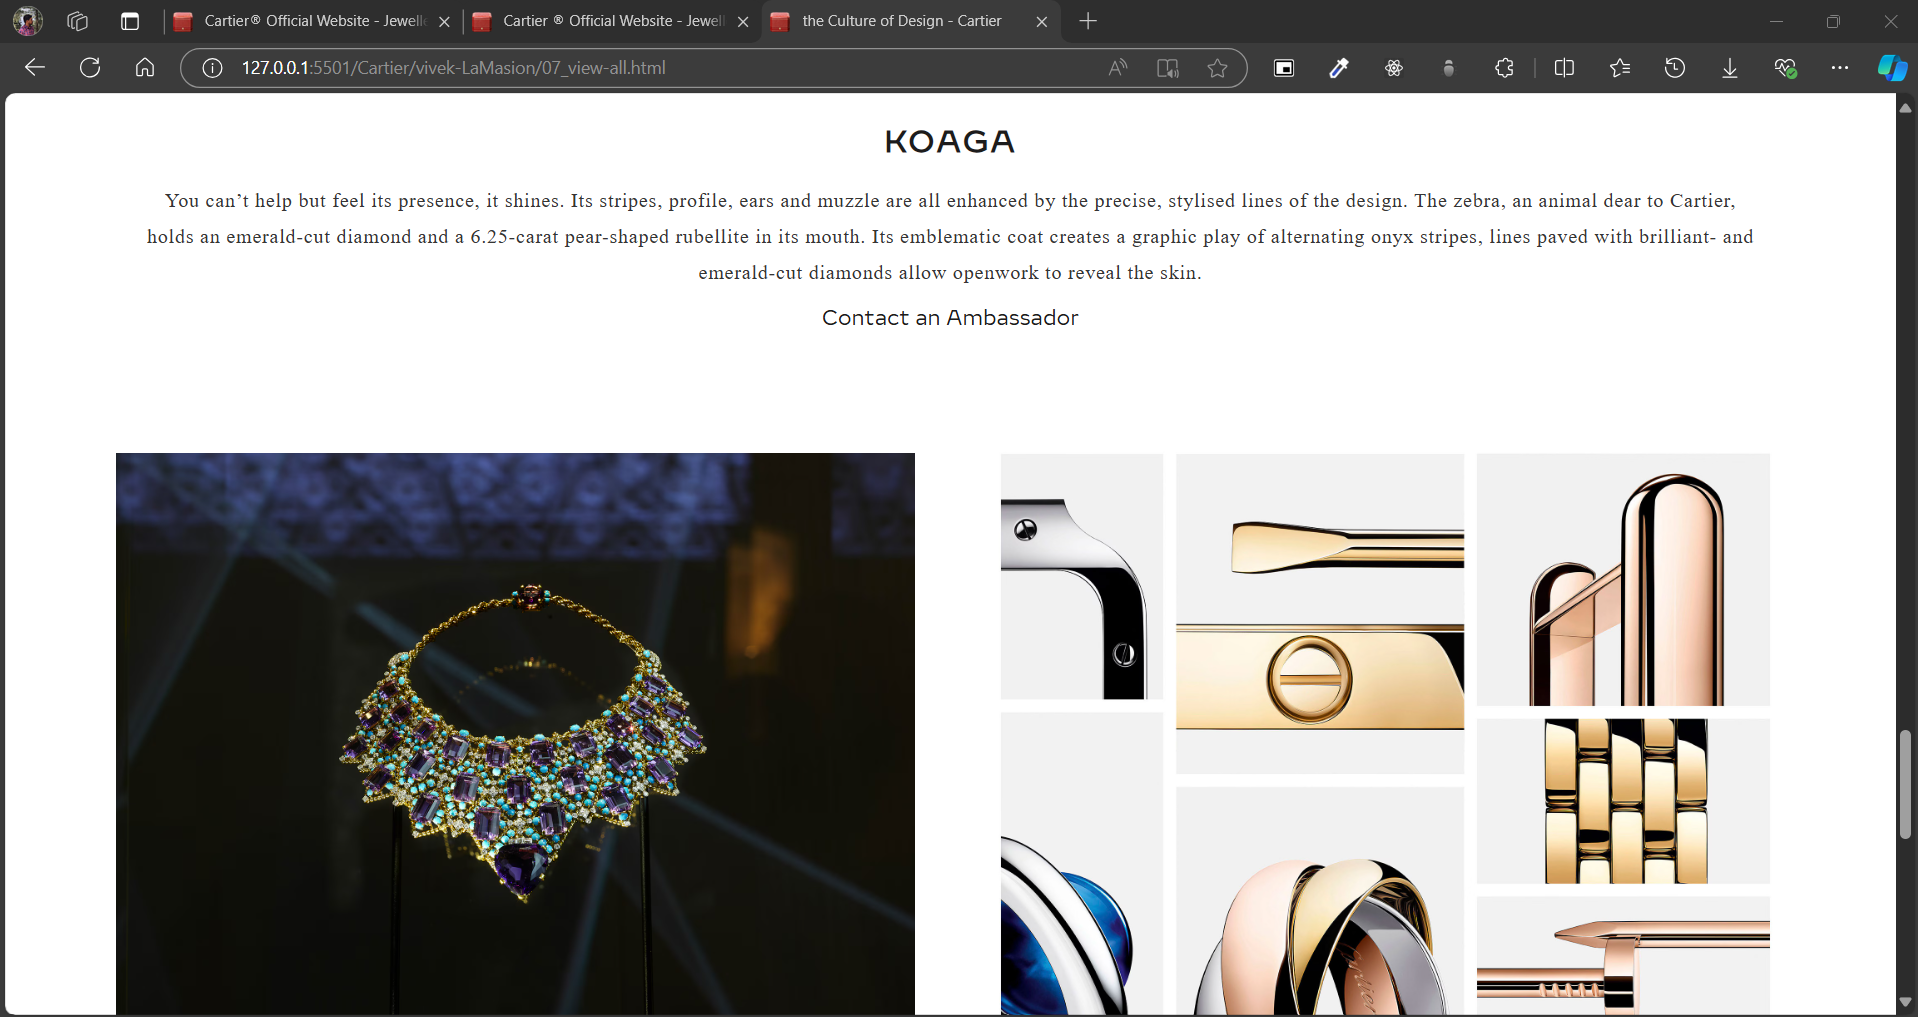 Cartier® Official Website - Jewelle
Cartier ® Official Website - Jewell
the Culture of Design - Cartier
127.0.0.1:5501/Cartier/vivek-LaMasion/07_view-all.html
KOAGA
You can’t help but feel its presence, it shines. Its stripes, profile, ears and muzzle are all enhanced by the precise, stylised lines of the design. The zebra, an animal dear to Cartier,
holds an emerald-cut diamond and a 6.25-carat pear-shaped rubellite in its mouth. Its emblematic coat creates a graphic play of alternating onyx stripes, lines paved with brilliant- and
emerald-cut diamonds allow openwork to reveal the skin.
Contact an Ambassador
Cartier